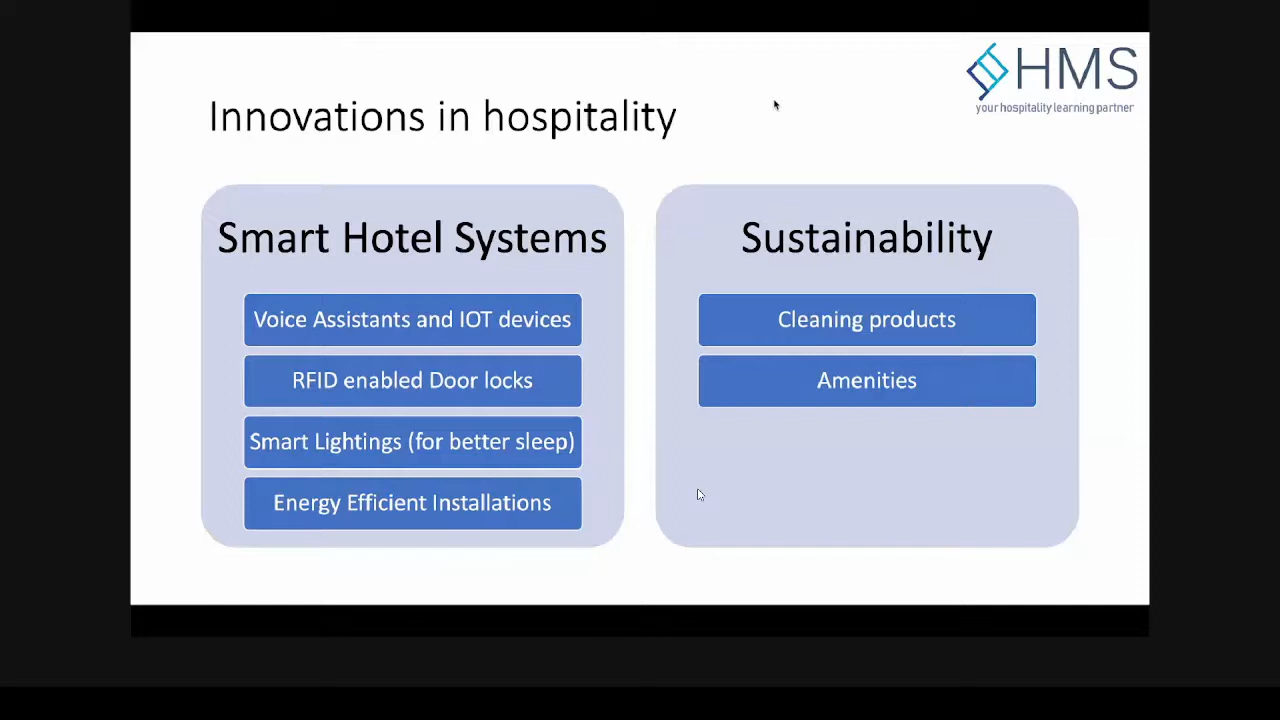 HMS
your hospitality learning partner
Innovations in hospitality
Smart Hotel Systems
Voice Assistants and IOT devices
RFID enabled Door locks
Smart Lightings (for better sleep)
Energy Efficient Installations
Sustainability
Cleaning products
Amenities